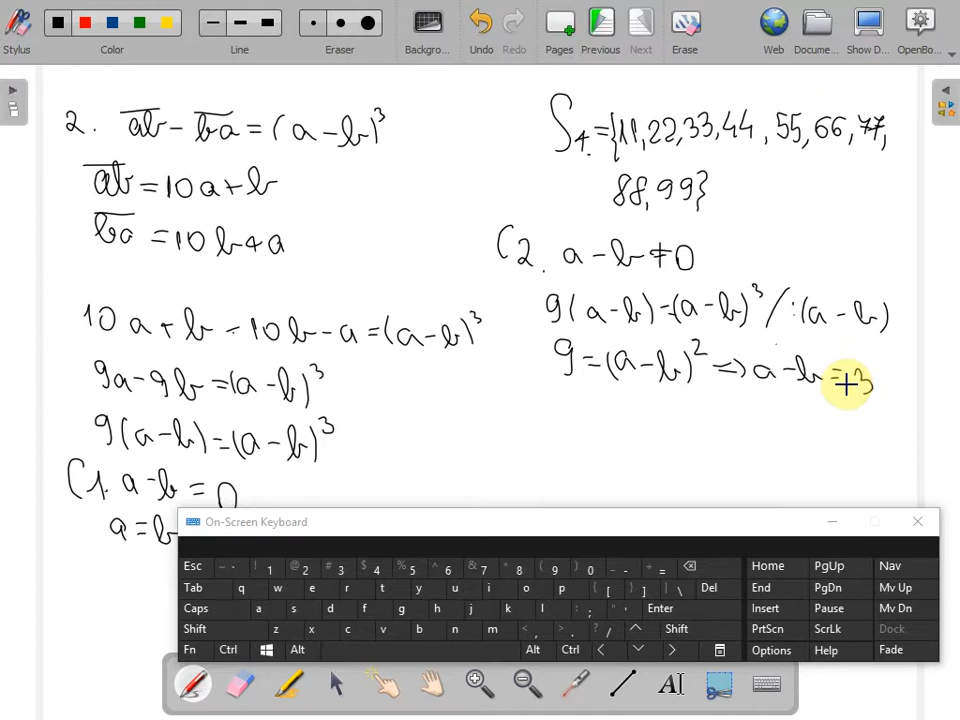 Stylus Color Line Eraser Backgro... Undo Redo Pages Previous Next Erase Web Docume... Show D... OpenBo...
2. ab - ba = (a - b)³
ab = 10a + b
ba = 10b + a
10a + b - 10b - a = (a - b)³
9a - 9b = (a - b)³
9(a - b) = (a - b)³
C1. a - b = 0
a = b
S₁ = {11, 22, 33, 44, 55, 66, 77,
88, 99}
C2. a - b ≠ 0
9(a - b) = (a - b)³ / : (a - b)
9 = (a - b)² => a - b = 3
On-Screen Keyboard
Esc ~ ` ! 1 @ 2 # 3 $ 4 % 5 ^ 6 & 7 * 8 ( 9 ) 0 _ - + = Home PgUp Nav
Tab q w e r t y u i o p { [ } ] | \ Del End PgDn Mv Up
Caps a s d f g h j k l : ; " ' Enter Insert Pause Mv Dn
Shift z x c v b n m < , > . ? / Shift PrtScn ScrLk Dock
Fn Ctrl Alt Alt Ctrl Options Help Fade
A